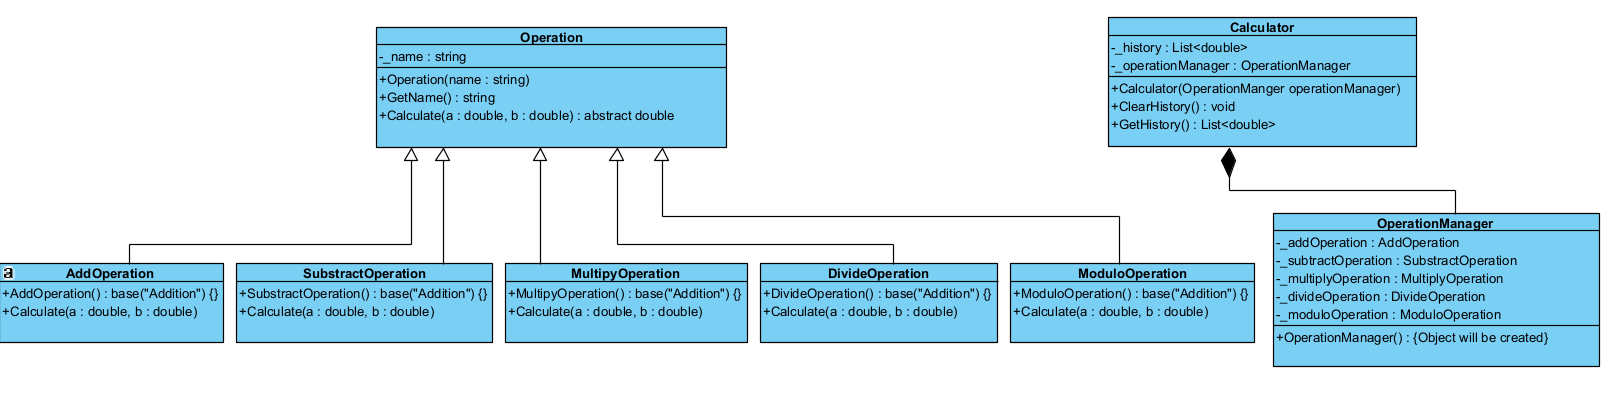 Operation
-_name : string
+Operation(name : string)
+GetName() : string
+Calculate(a : double, b : double) : abstract double
Calculator
-_history : List<double>
-_operationManager : OperationManager
+Calculator(OperationManger operationManager)
+ClearHistory() : void
+GetHistory() : List<double>
a
AddOperation
+AddOperation() : base("Addition") {}
+Calculate(a : double, b : double)
SubstractOperation
+SubstractOperation() : base("Addition") {}
+Calculate(a : double, b : double)
MultipyOperation
+MultipyOperation() : base("Addition") {}
+Calculate(a : double, b : double)
DivideOperation
+DivideOperation() : base("Addition") {}
+Calculate(a : double, b : double)
ModuloOperation
+ModuloOperation() : base("Addition") {}
+Calculate(a : double, b : double)
OperationManager
-_addOperation : AddOperation
-_subtractOperation : SubstractOperation
-_multiplyOperation : MultiplyOperation
-_divideOperation : DivideOperation
-_moduloOperation : ModuloOperation
+OperationManager() : {Object will be created}